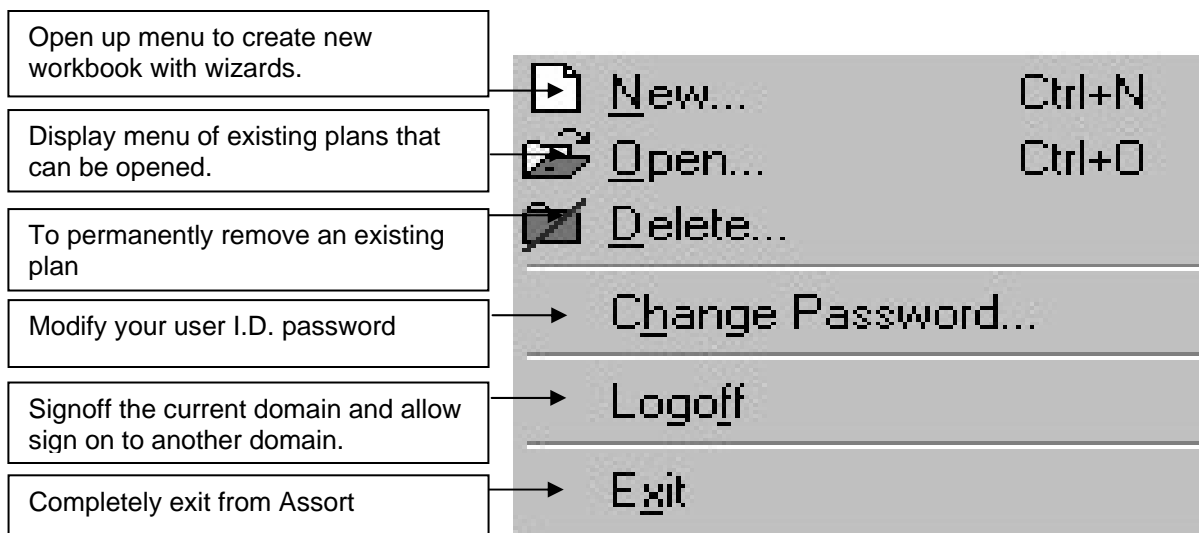 Open up menu to create new
workbook with wizards.
New... Ctrl+N
Display menu of existing plans that
can be opened.
Open... Ctrl+O
To permanently remove an existing
plan
Delete...
Modify your user I.D. password
Change Password...
Signoff the current domain and allow
sign on to another domain.
Logoff
Completely exit from Assort
Exit